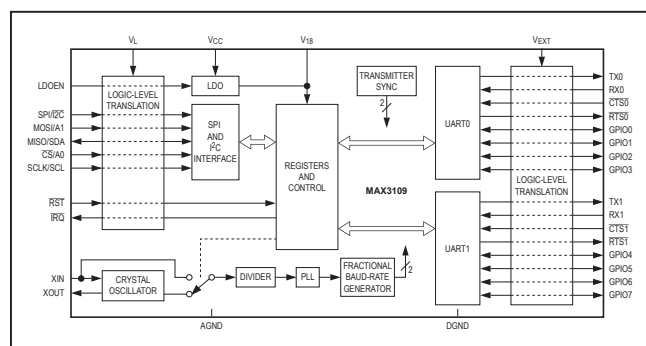 VL
VCC
V18
VEXT
LDOEN
LOGIC-LEVEL
TRANSLATION
LDO
TRANSMITTER
SYNC
2
SPI/I2C
MOSI/A1
MISO/SDA
CS/A0
SCLK/SCL
SPI
AND
I2C
INTERFACE
REGISTERS
AND
CONTROL
MAX3109
UART0
LOGIC-LEVEL
TRANSLATION
TX0
RX0
CTS0
RTS0
GPIO0
GPIO1
GPIO2
GPIO3
RST
IRQ
UART1
TX1
RX1
CTS1
RTS1
GPIO4
GPIO5
GPIO6
GPIO7
XIN
XOUT
CRYSTAL
OSCILLATOR
DIVIDER
PLL
FRACTIONAL
BAUD-RATE
GENERATOR
2
AGND
DGND